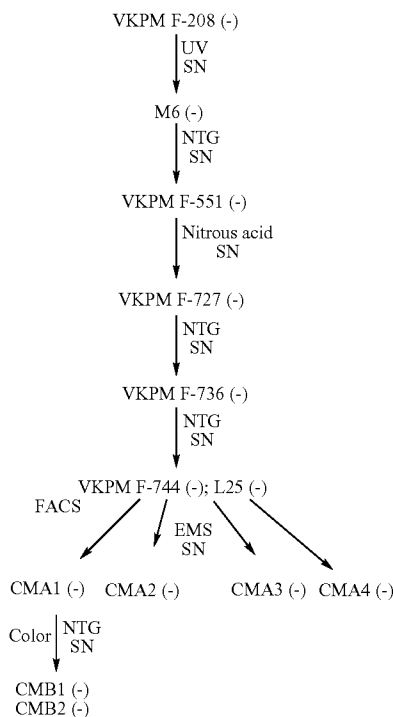 VKPM F-208 (-)
UV
SN
M6 (-)
NTG
SN
VKPM F-551 (-)
Nitrous acid
SN
VKPM F-727 (-)
NTG
SN
VKPM F-736 (-)
NTG
SN
VKPM F-744 (-); L25 (-)
FACS
EMS
SN
CMA1 (-) CMA2 (-) CMA3 (-) CMA4 (-)
Color NTG
SN
CMB1 (-)
CMB2 (-)